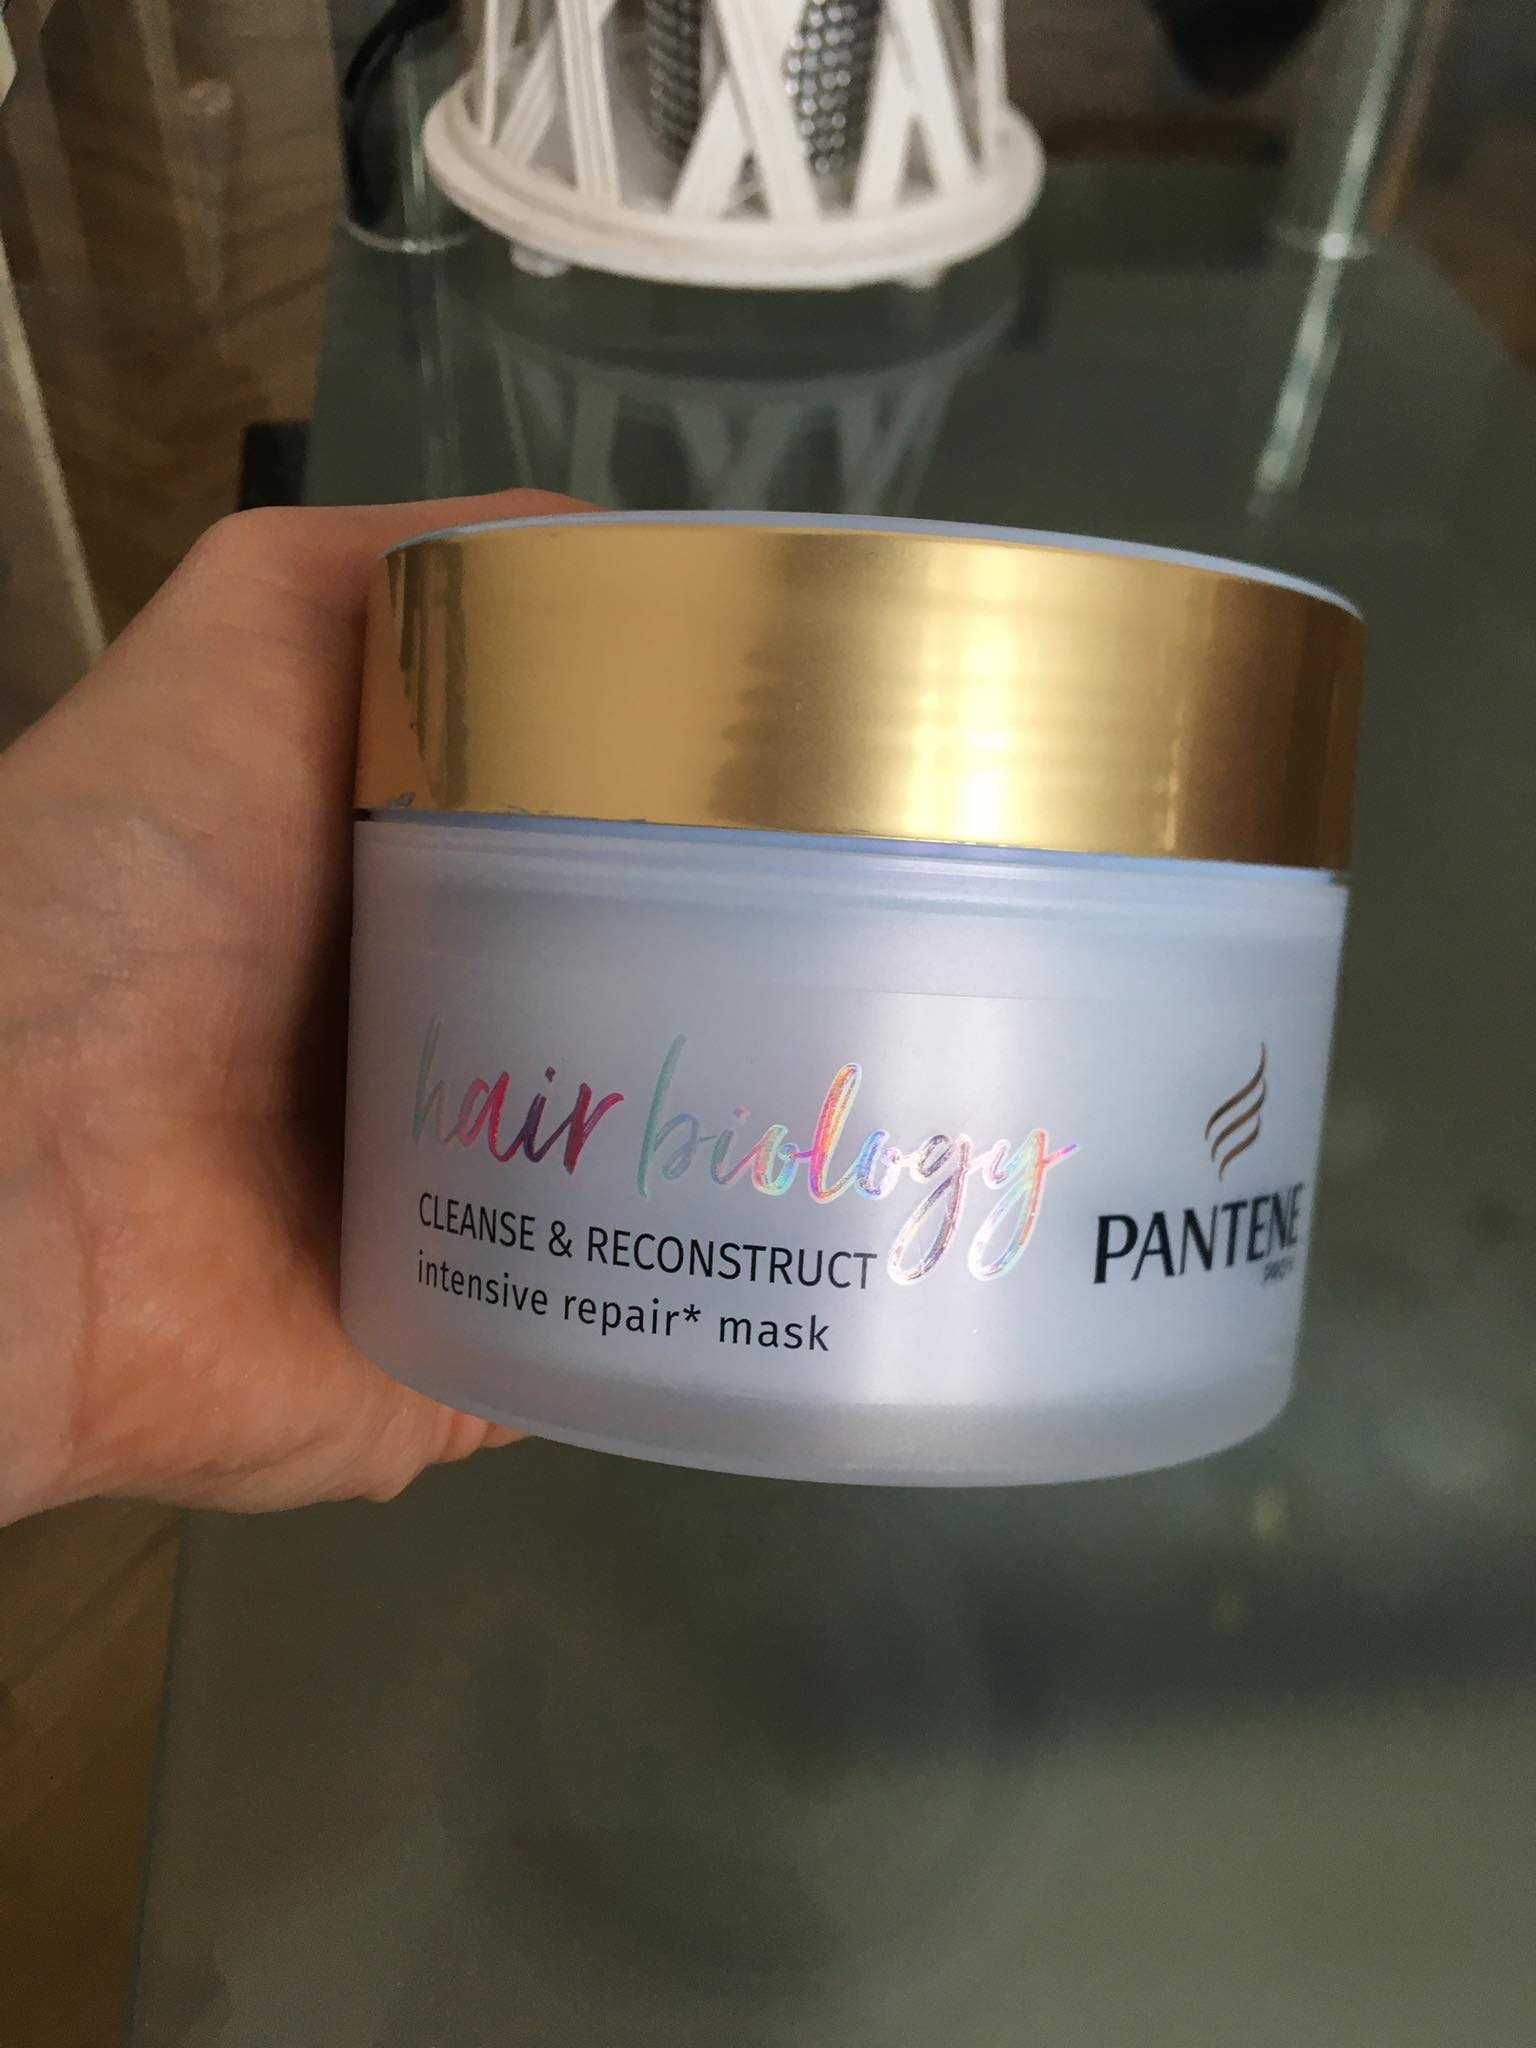 hair biology
CLEANSE & RECONSTRUCT
intensive repair* mask
PANTENE